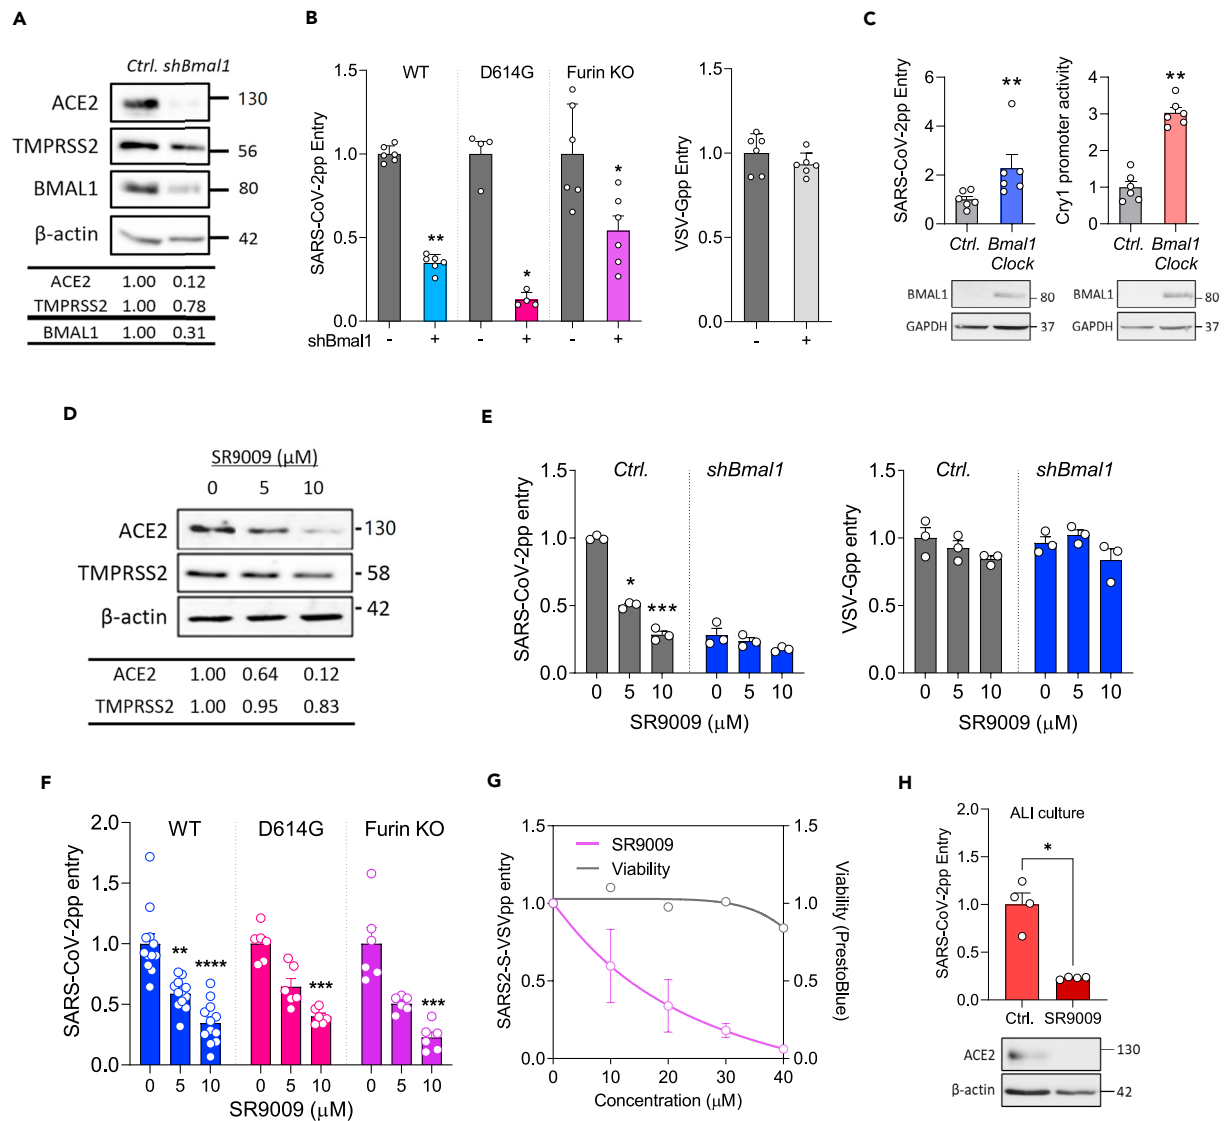 A
Ctrl. shBmal1
ACE2 130
TMPRSS2 56
BMAL1 80
β-actin 42
ACE2 1.00 0.12
TMPRSS2 1.00 0.78
BMAL1 1.00 0.31
B
SARS-CoV-2pp Entry
1.5
1.0
0.5
0.0
WT D614G Furin KO
** * *
shBmal1 - + - + - +
VSV-Gpp Entry
1.5
1.0
0.5
0.0
- +
C
SARS-CoV-2pp Entry
6
4
2
0
**
Ctrl. Bmal1
Clock
BMAL1 80
GAPDH 37
Cry1 promoter activity
4
3
2
1
0
**
Ctrl. Bmal1
Clock
BMAL1 80
GAPDH 37
D
SR9009 (μM)
0 5 10
ACE2 130
TMPRSS2 58
β-actin 42
ACE2 1.00 0.64 0.12
TMPRSS2 1.00 0.95 0.83
E
SARS-CoV-2pp entry
1.5
1.0
0.5
0.0
Ctrl. shBmal1
* ***
0 5 10 0 5 10
SR9009 (μM)
VSV-Gpp entry
1.5
1.0
0.5
0.0
Ctrl. shBmal1
0 5 10 0 5 10
SR9009 (μM)
F
SARS-CoV-2pp entry
2.0
1.5
1.0
0.5
0.0
WT D614G Furin KO
** **** *** ***
0 5 10 0 5 10 0 5 10
SR9009 (μM)
G
SARS2-S-VSVpp entry
1.5
1.0
0.5
0.0
SR9009
Viability
1.5
1.0
0.5
0.0
Viability (PrestoBlue)
0 10 20 30 40
Concentration (μM)
H
ALI culture
SARS-CoV-2pp Entry
2.0
1.5
1.0
0.5
0.0
*
Ctrl. SR9009
ACE2 130
β-actin 42